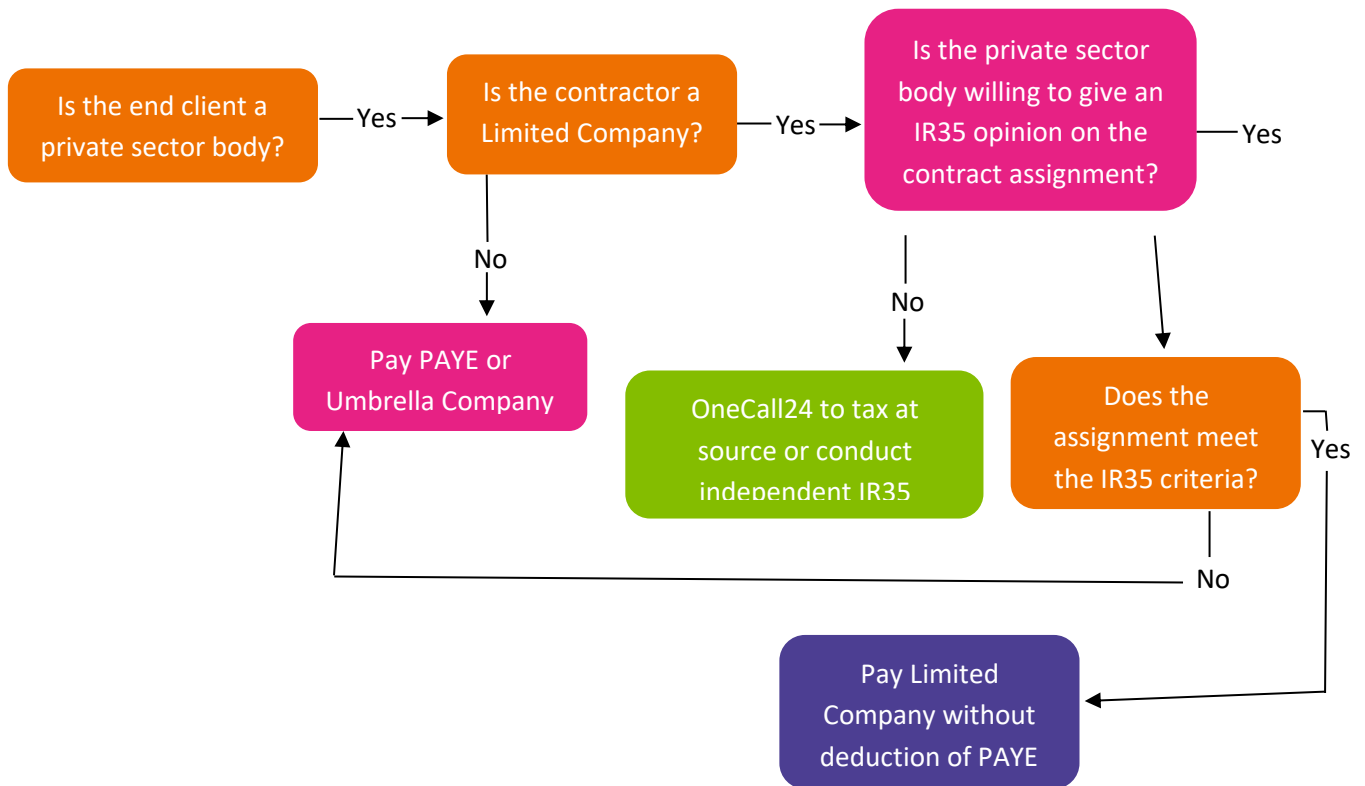 Is the end client a
private sector body?
Yes
Is the contractor a
Limited Company?
Yes
Is the private sector
body willing to give an
IR35 opinion on the
contract assignment?
Yes
No
No
Pay PAYE or
Umbrella Company
OneCall24 to tax at
source or conduct
independent IR35
Does the
assignment meet
the IR35 criteria?
Yes
No
Pay Limited
Company without
deduction of PAYE